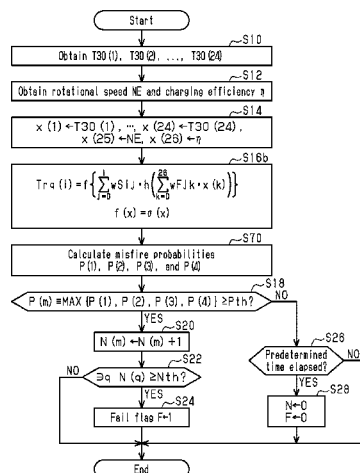 Start
S10
Obtain T30 (1), T30 (2), ..., T30 (24)
S12
Obtain rotational speed NE and charging efficiency η
S14
x (1) ←T30 (1) , ⋯, x (24) ←T30 (24) ,
x (25) ←NE, x (26) ←η
S16b
Trq (i) =f{∑wSij·h(∑wFjk·x (k))}
f (x) =σ (x)
S70
Calculate misfire probabilities
P (1) , P (2) , P (3) , and P (4)
S18
P (m) =MAX {P (1) , P (2) , P (3) , P (4) } ≥Pth?
NO
YES
S20
N (m) ←N (m) +1
S26
Predetermined
time elapsed?
NO
S22
NO
∃q N (q) ≥Nth?
YES
YES
S24
Fail flag F←1
S28
N←0
F←0
End